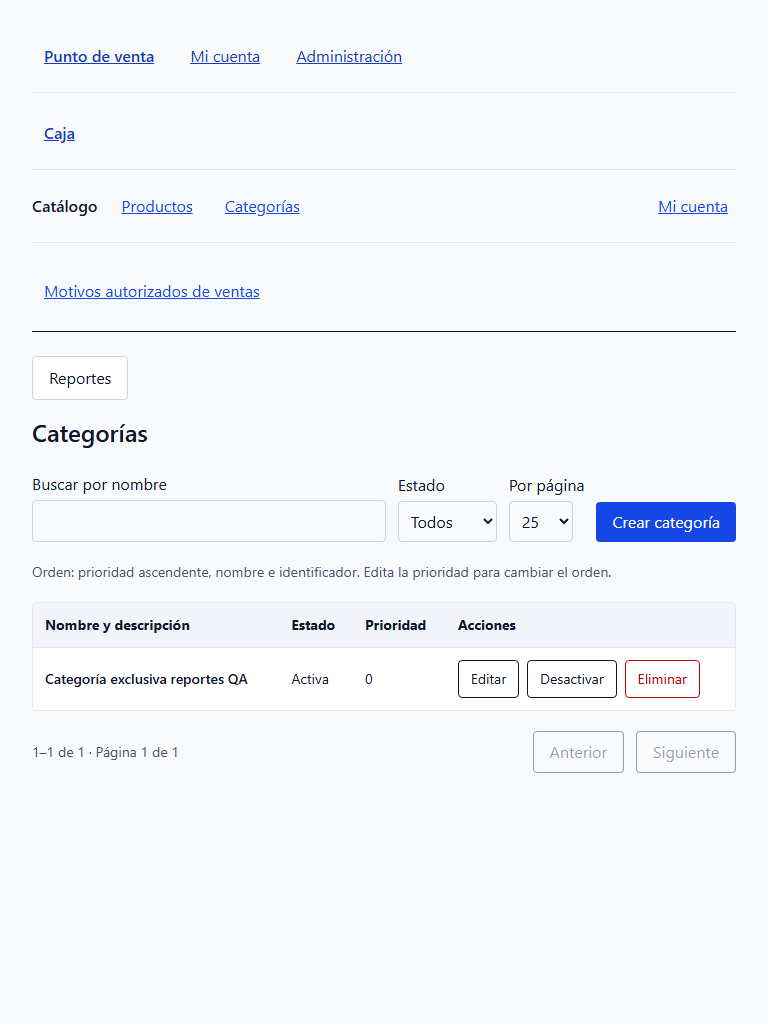 Punto de venta Mi cuenta Administración
Caja
Catálogo Productos Categorías Mi cuenta
Motivos autorizados de ventas
Reportes
Categorías
Buscar por nombre Estado Por página
Todos 25 Crear categoría
Orden: prioridad ascendente, nombre e identificador. Edita la prioridad para cambiar el orden.
Nombre y descripción Estado Prioridad Acciones
Categoría exclusiva reportes QA Activa 0 Editar Desactivar Eliminar
1–1 de 1 · Página 1 de 1 Anterior Siguiente